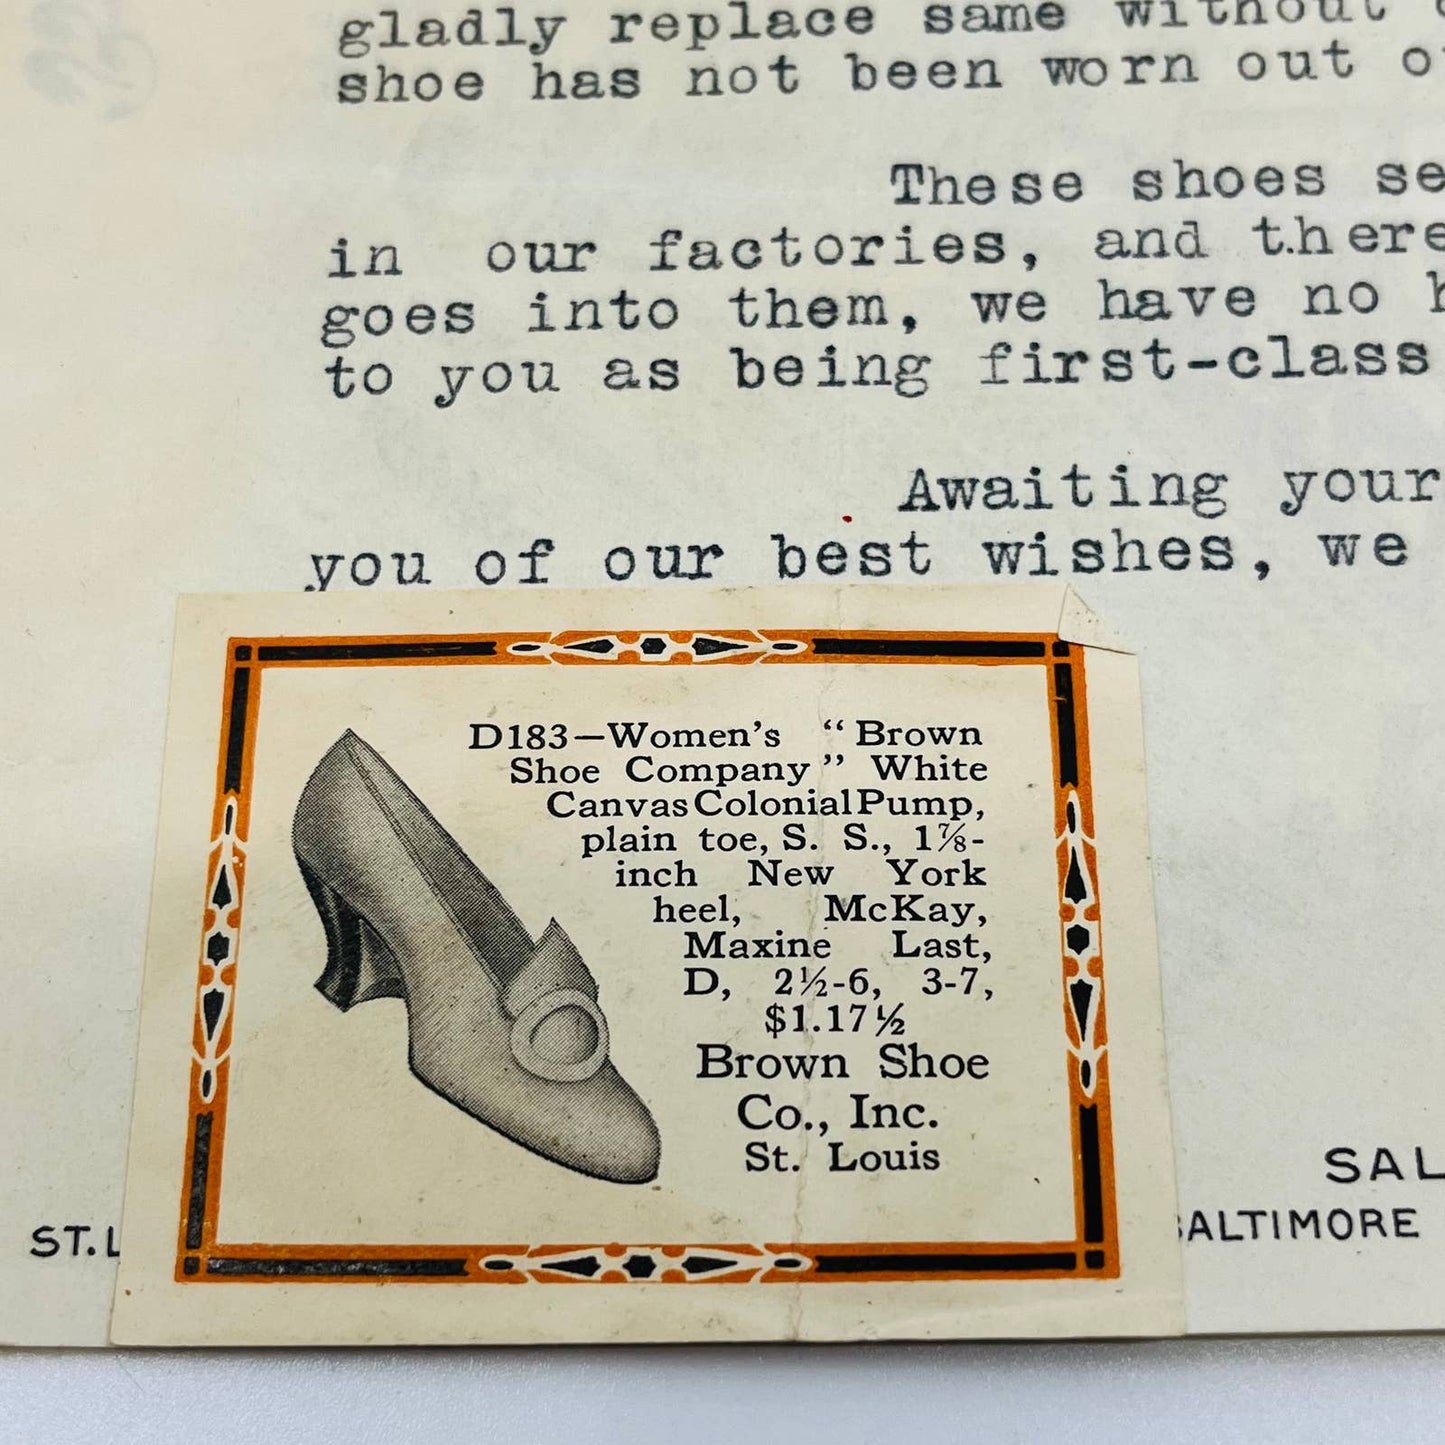 gladly replace same without
shoe has not been worn out
These shoes
in our factories, and there
goes into them, we have no
to you as being first-class
Awaiting your
you of our best wishes, we
D183—Women's “Brown
Shoe Company” White
Canvas Colonial Pump,
plain toe, S. S., 1⅞-
inch New York
heel, McKay,
Maxine Last,
D, 2½-6, 3-7,
$1.17½
Brown Shoe
Co., Inc.
St. Louis
ST.
BALTIMORE